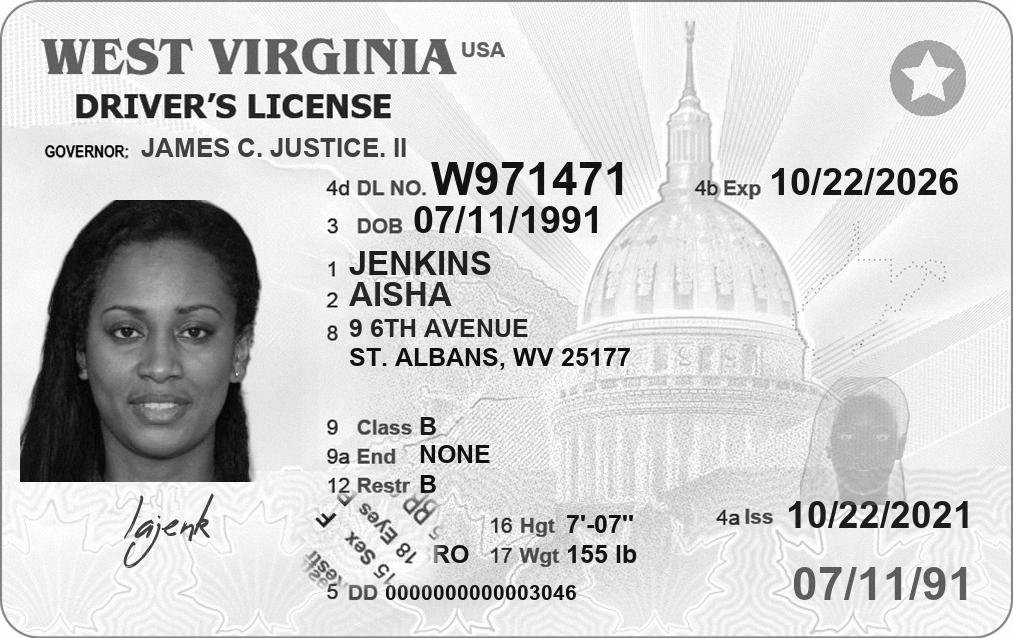 WEST VIRGINIA USA
DRIVER'S LICENSE
GOVERNOR: JAMES C. JUSTICE. II
4d DL NO. W971471 4b Exp 10/22/2026
3 DOB 07/11/1991
1 JENKINS
2 AISHA
8 9 6TH AVENUE
ST. ALBANS, WV 25177
9 Class B
9a End NONE
12 Restr B
15 Sex F
18 Eyes
16 Hgt 7'-07" 4a Iss 10/22/2021
RO 17 Wgt 155 lb
5 DD 0000000000003046
07/11/91
lajenk